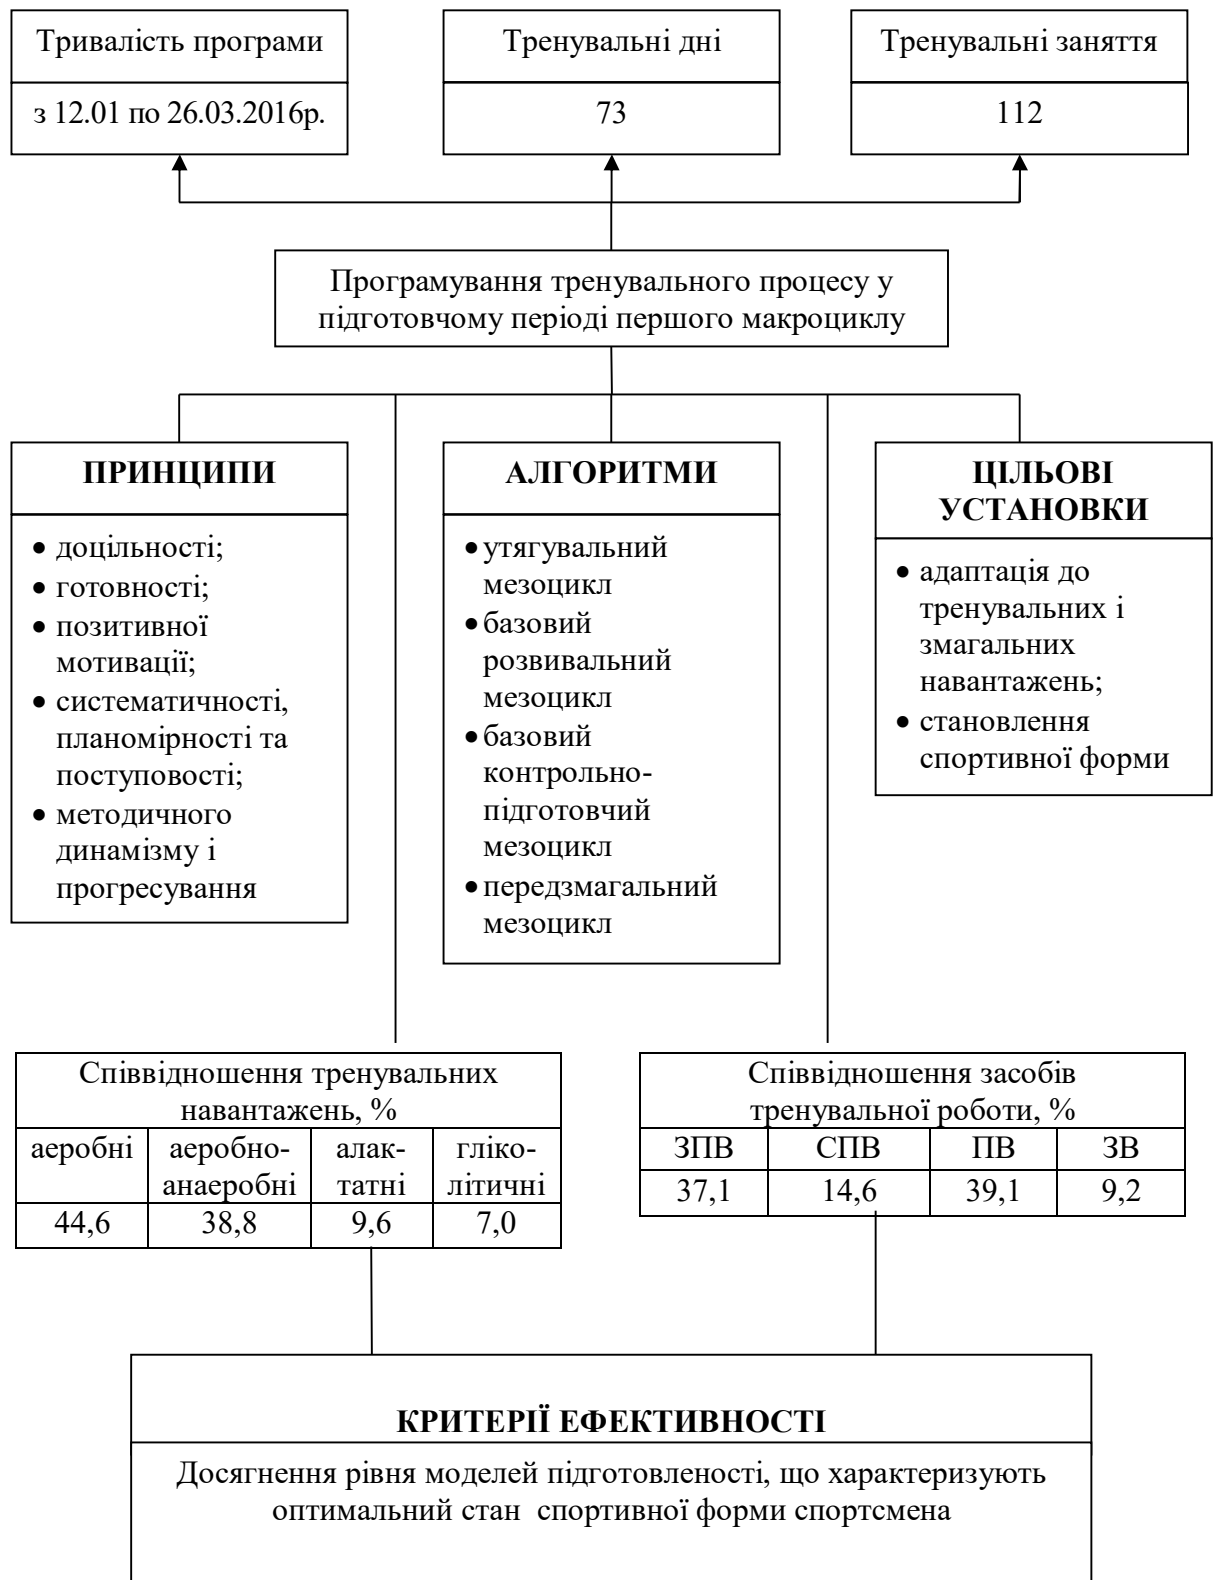 Тривалість програми
з 12.01 по 26.03.2016р.
Тренувальні дні
73
Тренувальні заняття
112
Програмування тренувального процесу у
підготовчому періоді першого макроциклу
ПРИНЦИПИ
• доцільності;
• готовності;
• позитивної
мотивації;
• систематичності,
планомірності та
поступовості;
• методичного
динамізму і
прогресування
АЛГОРИТМИ
• утягувальний
мезоцикл
• базовий
розвивальний
мезоцикл
• базовий
контрольно-
підготовчий
мезоцикл
• передзмагальний
мезоцикл
ЦІЛЬОВІ
УСТАНОВКИ
• адаптація до
тренувальних і
змагальних
навантажень;
• становлення
спортивної форми
Співвідношення тренувальних
навантажень, %
аеробні аеробно- алак- гліко-
анаеробні татні літичні
44,6 38,8 9,6 7,0
Співвідношення засобів
тренувальної роботи, %
ЗПВ СПВ ПВ ЗВ
37,1 14,6 39,1 9,2
КРИТЕРІЇ ЕФЕКТИВНОСТІ
Досягнення рівня моделей підготовленості, що характеризують
оптимальний стан спортивної форми спортсмена